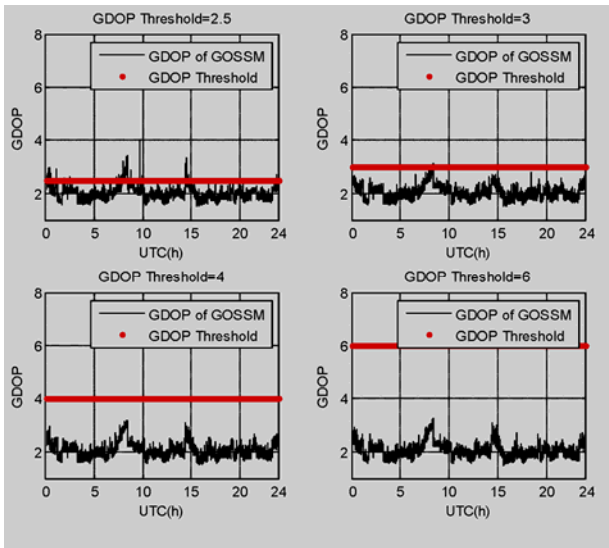 GDOP Threshold=2.5
8
6
4
2
GDOP
GDOP of GOSSM
GDOP Threshold
0 5 10 15 20 24
UTC(h)
GDOP Threshold=3
8
6
4
2
GDOP
GDOP of GOSSM
GDOP Threshold
0 5 10 15 20 24
UTC(h)
GDOP Threshold=4
8
6
4
2
GDOP
GDOP of GOSSM
GDOP Threshold
0 5 10 15 20 24
UTC(h)
GDOP Threshold=6
8
6
4
2
GDOP
GDOP of GOSSM
GDOP Threshold
0 5 10 15 20 24
UTC(h)